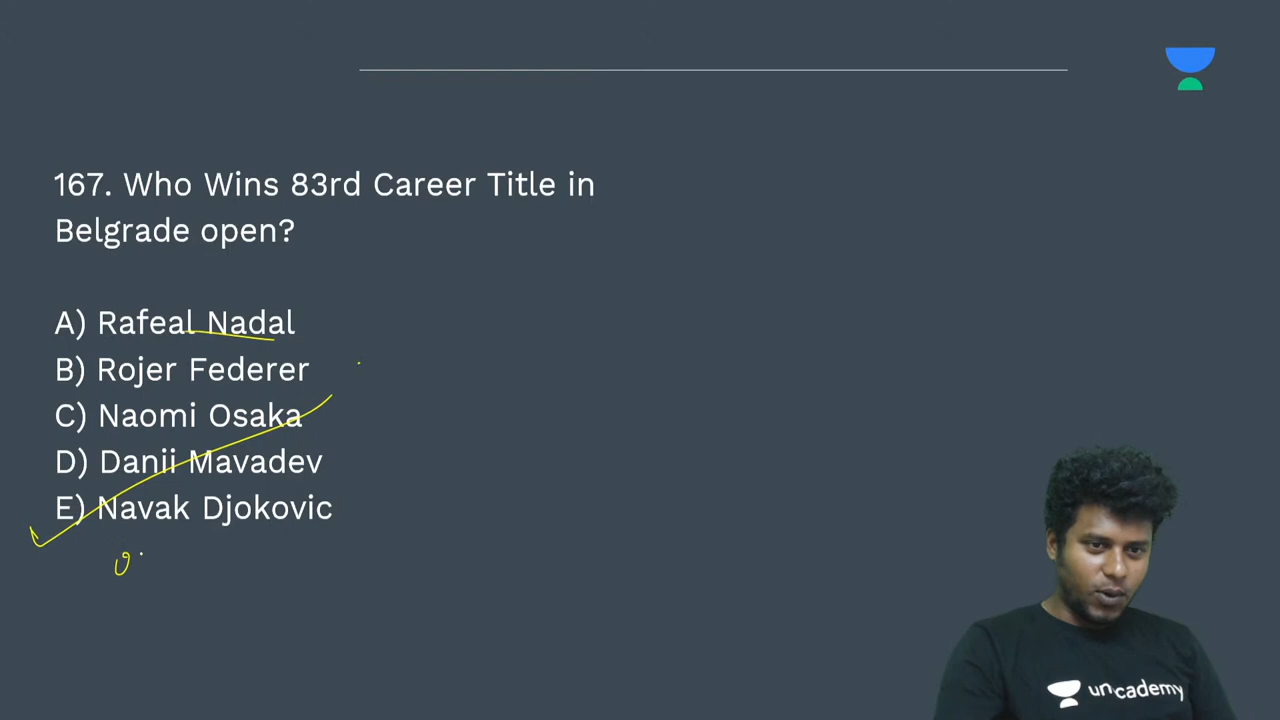 167. Who Wins 83rd Career Title in
Belgrade open?
A) Rafeal Nadal
B) Rojer Federer
C) Naomi Osaka
D) Danii Mavadev
E) Navak Djokovic
unacademy